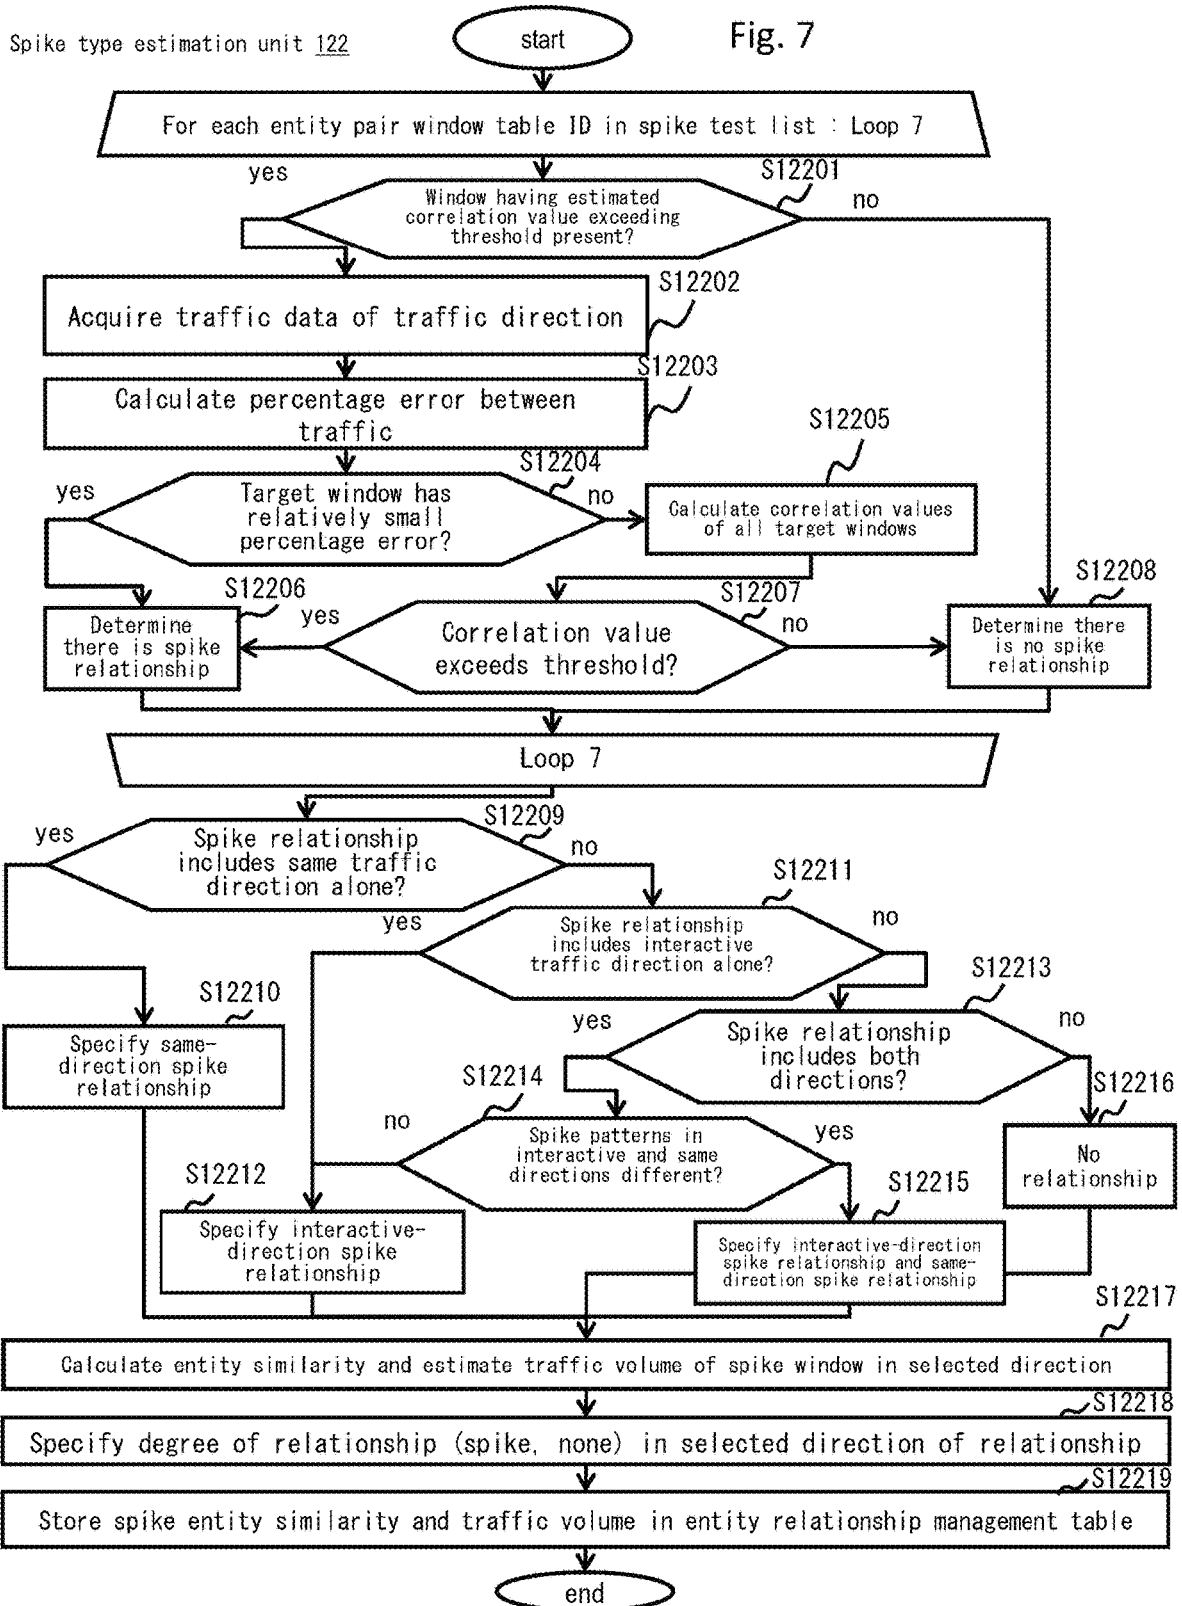 Spike type estimation unit 122
start
Fig. 7
For each entity pair window table ID in spike test list : Loop 7
yes
S12201
Window having estimated
correlation value exceeding
threshold present?
no
S12202
Acquire traffic data of traffic direction
S12203
Calculate percentage error between
traffic
S12205
S12204
yes
Target window has
relatively small
percentage error?
no
Calculate correlation values
of all target windows
S12206
S12207
S12208
Determine
there is spike
relationship
yes
Correlation value
exceeds threshold?
no
Determine there
is no spike
relationship
Loop 7
S12209
yes
Spike relationship
includes same traffic
direction alone?
no
S12211
yes
Spike relationship
includes interactive
traffic direction alone?
no
S12213
S12210
Specify same-
direction spike
relationship
yes
Spike relationship
includes both
directions?
no
S12214
S12216
no
Spike patterns in
interactive and same
directions different?
yes
No
relationship
S12212
Specify interactive-
direction spike
relationship
S12215
Specify interactive-direction
spike relationship and same-
direction spike relationship
S12217
Calculate entity similarity and estimate traffic volume of spike window in selected direction
S12218
Specify degree of relationship (spike, none) in selected direction of relationship
S12219
Store spike entity similarity and traffic volume in entity relationship management table
end